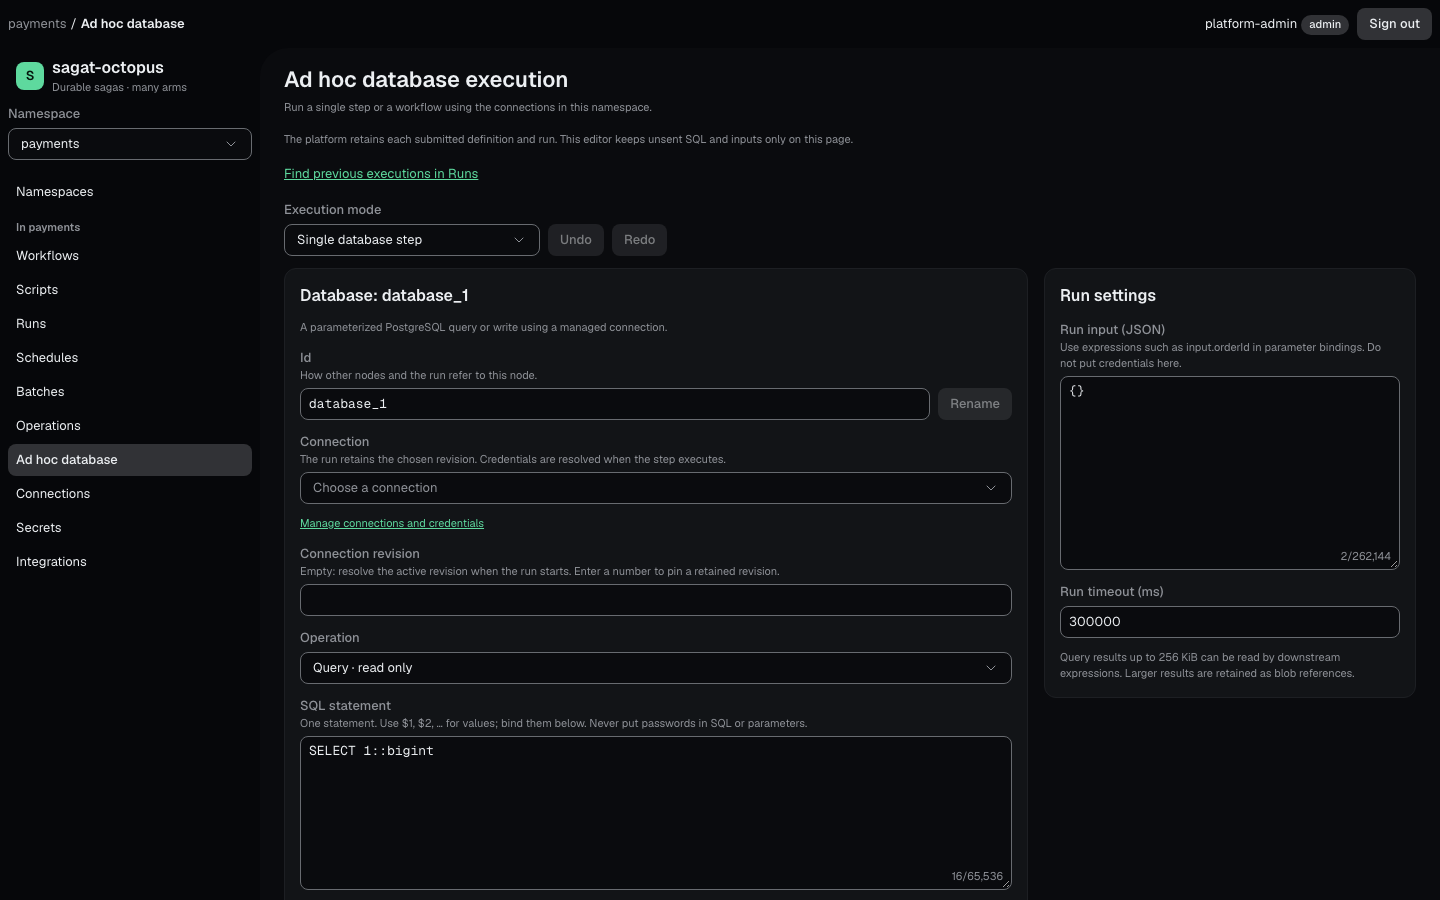 payments / Ad hoc database
platform-admin admin Sign out
S
sagat-octopus
Durable sagas · many arms
Namespace
payments
Namespaces
In payments
Workflows
Scripts
Runs
Schedules
Batches
Operations
Ad hoc database
Connections
Secrets
Integrations
Ad hoc database execution
Run a single step or a workflow using the connections in this namespace.
The platform retains each submitted definition and run. This editor keeps unsent SQL and inputs only on this page.
Find previous executions in Runs
Execution mode
Single database step
Undo
Redo
Database: database_1
A parameterized PostgreSQL query or write using a managed connection.
Id
How other nodes and the run refer to this node.
database_1
Rename
Connection
The run retains the chosen revision. Credentials are resolved when the step executes.
Choose a connection
Manage connections and credentials
Connection revision
Empty: resolve the active revision when the run starts. Enter a number to pin a retained revision.
Operation
Query · read only
SQL statement
One statement. Use $1, $2, … for values; bind them below. Never put passwords in SQL or parameters.
SELECT 1::bigint
16/65,536
Run settings
Run input (JSON)
Use expressions such as input.orderId in parameter bindings. Do
not put credentials here.
{}
2/262,144
Run timeout (ms)
300000
Query results up to 256 KiB can be read by downstream
expressions. Larger results are retained as blob references.